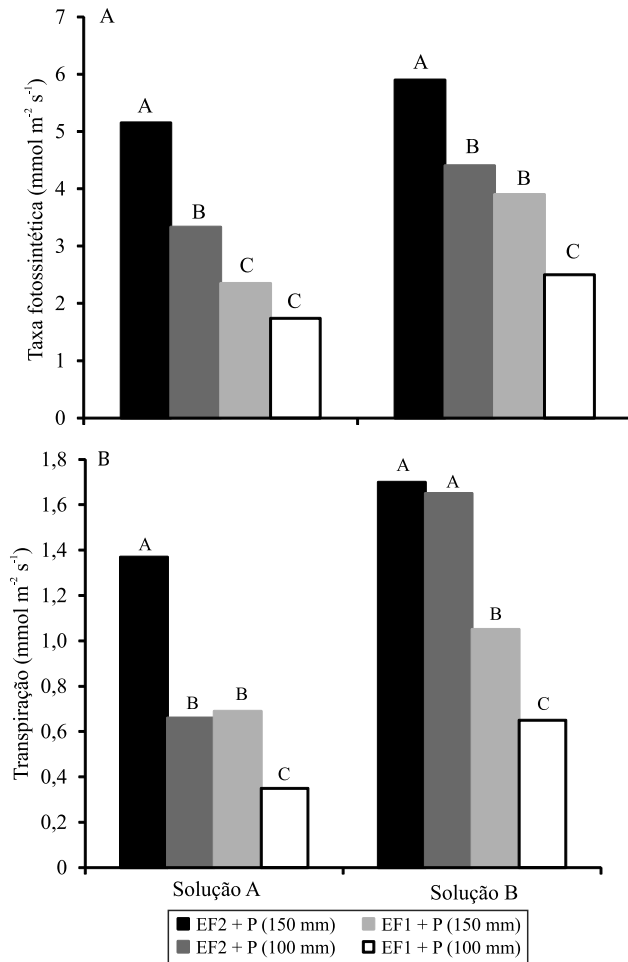 A
Taxa fotossintética (mmol m⁻² s⁻¹)
7
6
5
4
3
2
1
0
A
B
C
C
A
B
B
C
B
Transpiração (mmol m⁻² s⁻¹)
1,8
1,6
1,4
1,2
1,0
0,8
0,6
0,4
0,2
0
A
B
B
C
A
A
B
C
Solução A
Solução B
EF2 + P (150 mm)
EF1 + P (150 mm)
EF2 + P (100 mm)
EF1 + P (100 mm)